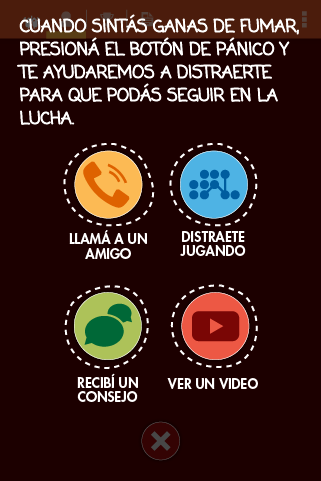 CUANDO SINTÁS GANAS DE FUMAR,
PRESIONÁ EL BOTÓN DE PÁNICO Y
TE AYUDAREMOS A DISTRAERTE
PARA QUE PODÁS SEGUIR EN LA
LUCHA.
LLAMÁ A UN
AMIGO
DISTRAETE
JUGANDO
RECIBÍ UN
CONSEJO
VER UN VIDEO